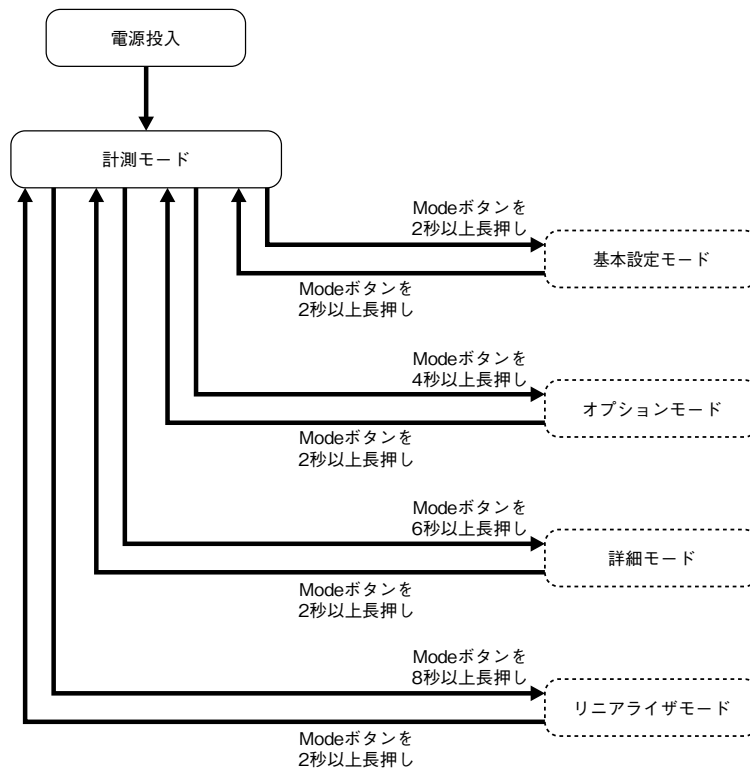 電源投入
計測モード
Modeボタンを
2秒以上長押し
基本設定モード
Modeボタンを
2秒以上長押し
Modeボタンを
4秒以上長押し
オプションモード
Modeボタンを
2秒以上長押し
Modeボタンを
6秒以上長押し
詳細モード
Modeボタンを
2秒以上長押し
Modeボタンを
8秒以上長押し
リニアライザモード
Modeボタンを
2秒以上長押し